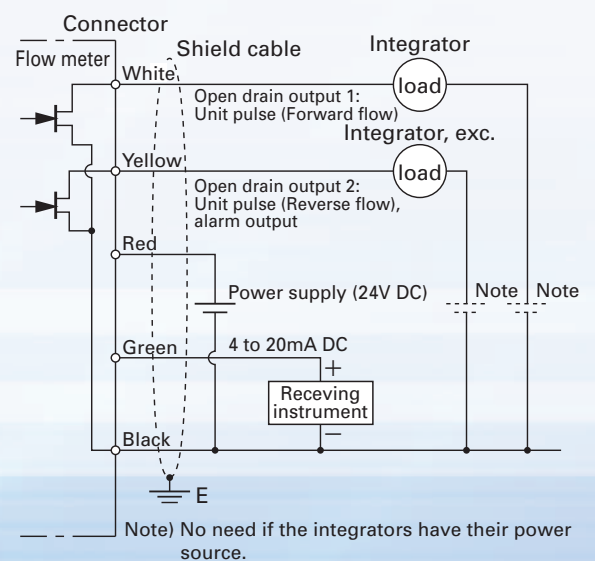 Connector
Flow meter
Shield cable
Integrator
White
load
Open drain output 1:
Unit pulse (Forward flow)
Integrator, exc.
Yellow
load
Open drain output 2:
Unit pulse (Reverse flow),
alarm output
Red
Power supply (24V DC)
Note
Note
Green
4 to 20mA DC
+
Receving
instrument
−
Black
E
Note) No need if the integrators have their power
source.